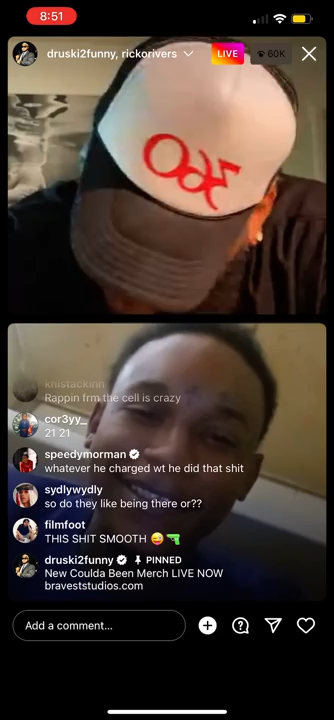 8:51
druski2funny, rickorivers
LIVE
60K
khistackinn
Rappin frm the cell is crazy
cor3yy_
21 21
speedymorman
whatever he charged wt he did that shit
sydlywydly
so do they like being there or??
filmfoot
THIS SHIT SMOOTH 😅🔫
druski2funny PINNED
New Coulda Been Merch LIVE NOW
braveststudios.com
Add a comment...